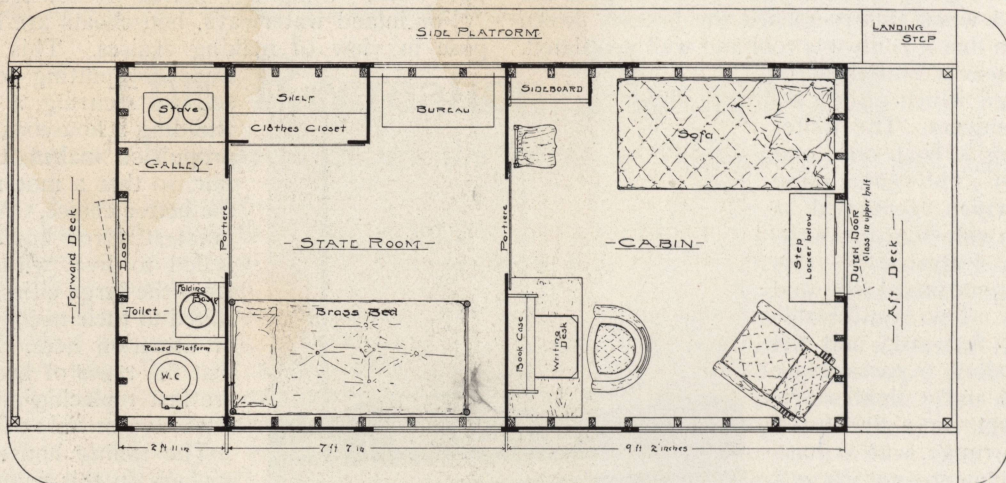 SIDE PLATFORM
LANDING
STEP
Stove
SHELF
Clothes Closet
BUREAU
SIDEBOARD
Sofa
GALLEY
Forward Deck
Door
Portiere
- STATE ROOM -
Portiere
- CABIN -
Step
Locker below
DUTCH-DOOR
Glass in upper half
Aft Deck
Folding
Basin
- Toilet -
Raised Platform
W.C
Brass Bed
Book Case
Writing
Desk
2 ft 11 in
7 ft 7 in
9 ft 2 inches